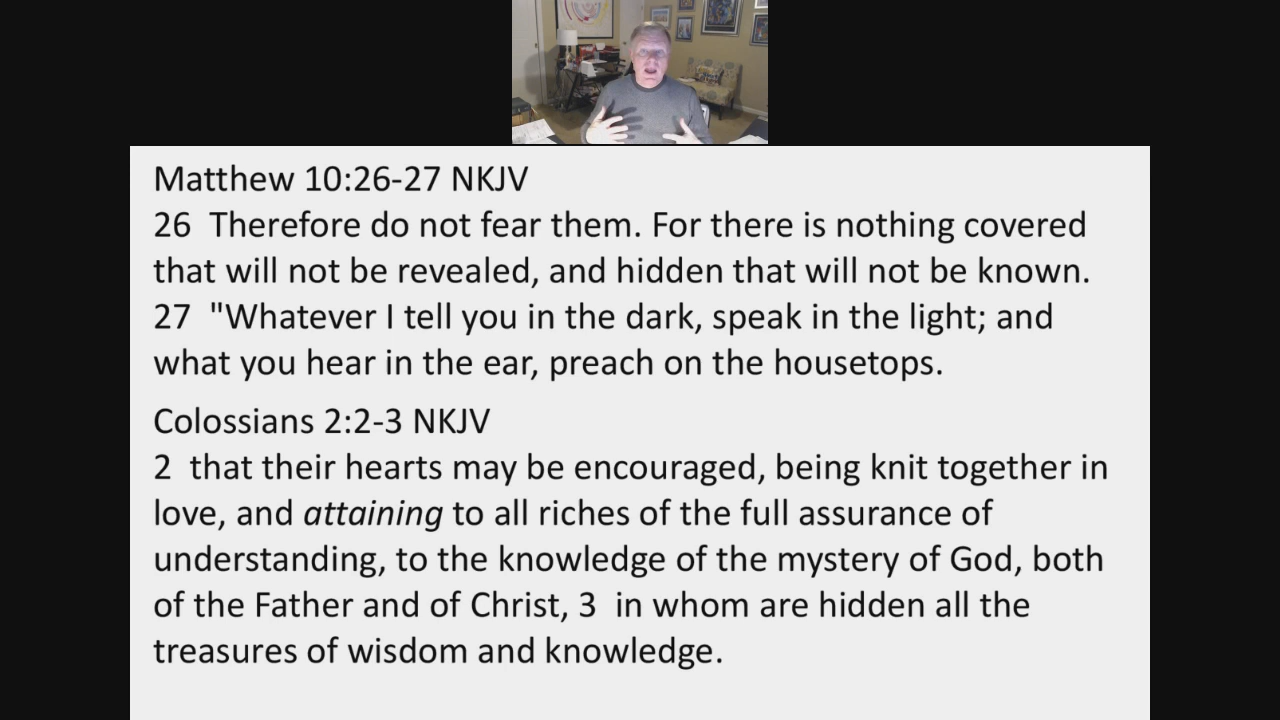 Matthew 10:26-27 NKJV
26  Therefore do not fear them. For there is nothing covered
that will not be revealed, and hidden that will not be known.
27  "Whatever I tell you in the dark, speak in the light; and
what you hear in the ear, preach on the housetops.
Colossians 2:2-3 NKJV
2  that their hearts may be encouraged, being knit together in
love, and attaining to all riches of the full assurance of
understanding, to the knowledge of the mystery of God, both
of the Father and of Christ, 3  in whom are hidden all the
treasures of wisdom and knowledge.